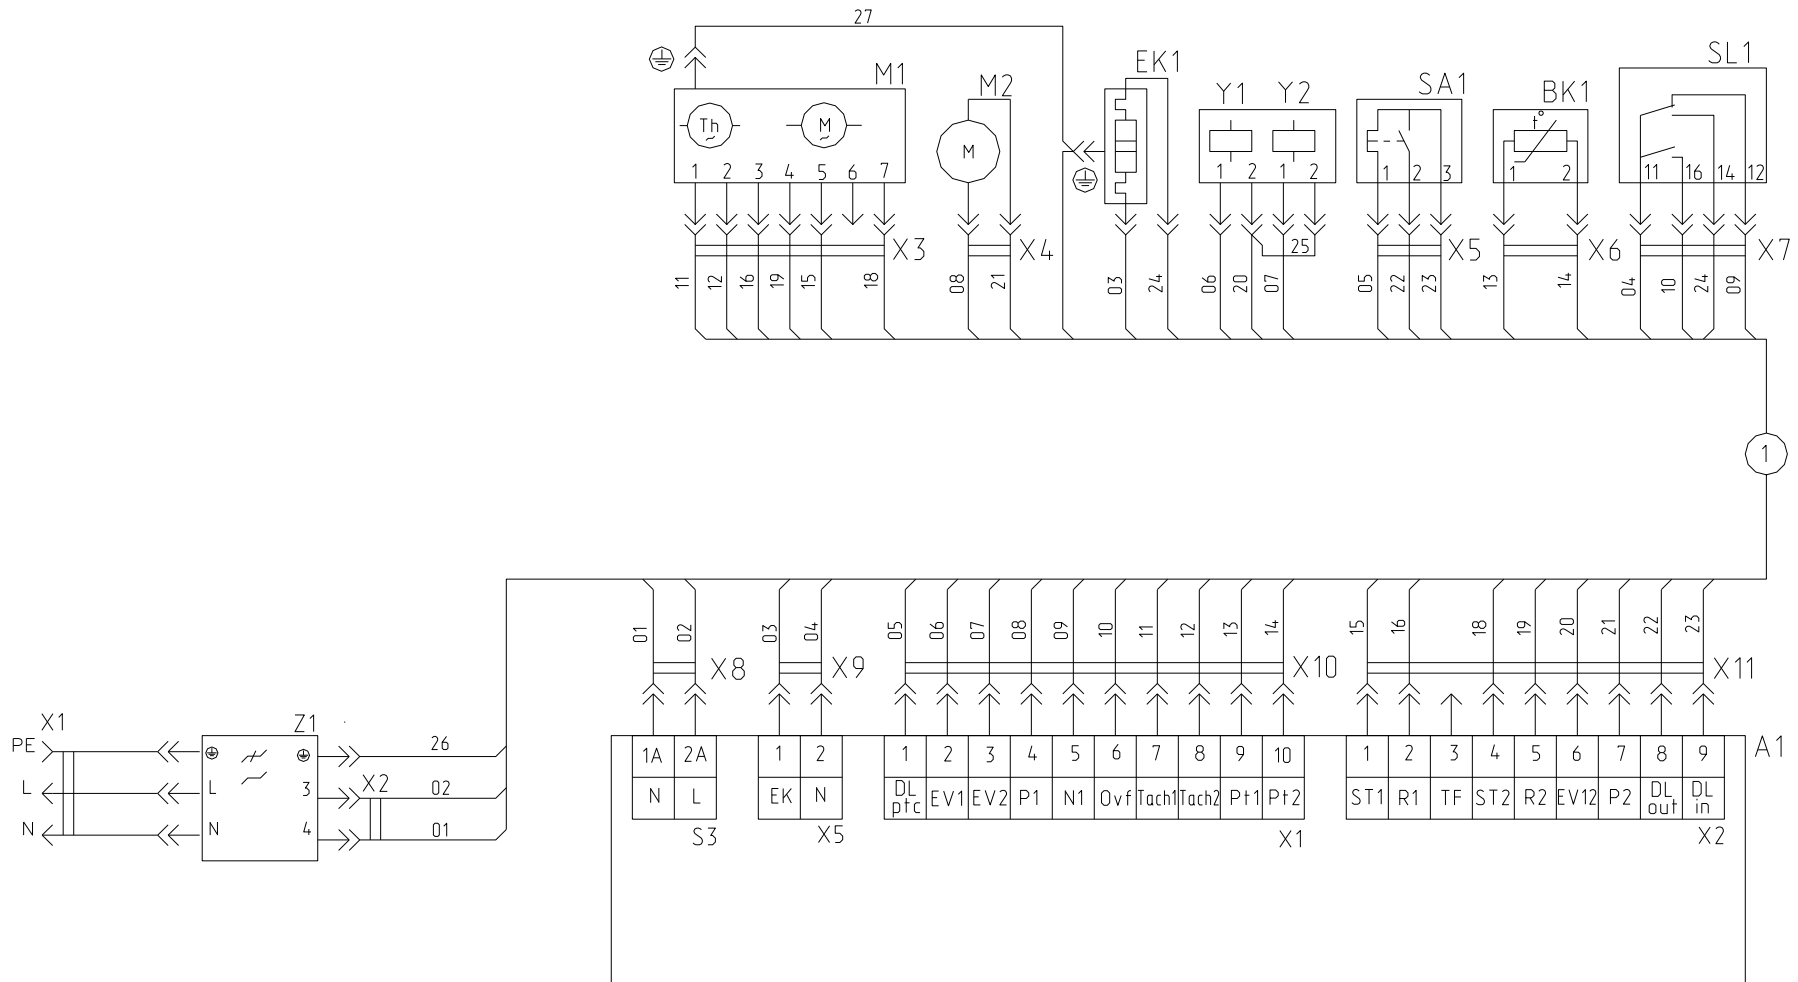 27
M1 M2 EK1 Y1 Y2 SA1 BK1 SL1
Th ~ M ~ M t°
1 2 3 4 5 6 7 1 2 1 2 1 2 3 1 2 11 16 14 12
X3 X4 25 X5 X6 X7
11 12 16 19 15 18 08 21 03 24 06 20 07 05 22 23 13 14 04 10 24 09
1
01 02 03 04 05 06 07 08 09 10 11 12 13 14 15 16 18 19 20 21 22 23
X8 X9 X10 X11
X1 Z1 A1
PE 26
L L 3 X2 02
N N 4 01
1A 2A 1 2 1 2 3 4 5 6 7 8 9 10 1 2 3 4 5 6 7 8 9
N L EK N DL ptc EV1 EV2 P1 N1 Ovf Tach1 Tach2 Pt1 Pt2 ST1 R1 TF ST2 R2 EV12 P2 DL out DL in
S3 X5 X1 X2